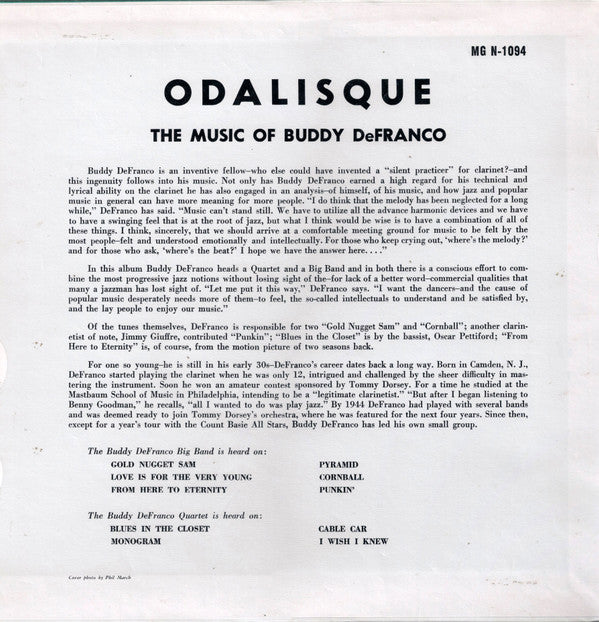 MG N-1094
ODALISQUE
THE MUSIC OF BUDDY DeFRANCO
Buddy DeFranco is an inventive fellow—who else could have invented a "silent practicer" for clarinet?—and
this ingenuity follows into his music. Not only has Buddy DeFranco earned a high regard for his technical and
lyrical ability on the clarinet he has also engaged in an analysis—of himself, of his music, and how jazz and popular
music in general can have more meaning for more people. "I do think that the melody has been neglected for a long
while," DeFranco has said. "Music can't stand still. We have to utilize all the advance harmonic devices and we have
to have a swinging feel that is at the root of jazz, but what I think would be wise is to have a combination of all of
these things. I think, sincerely, that we should arrive at a comfortable meeting ground for music to be felt by the
most people—felt and understood emotionally and intellectually. For those who keep crying out, 'where's the melody?'
and for those who ask, 'where's the beat?' I hope we have the answer here. . . ."
In this album Buddy DeFranco heads a Quartet and a Big Band and in both there is a conscious effort to com-
bine the most progressive jazz notions without losing sight of the—for lack of a better word—commercial qualities that
many a jazzman has lost sight of. "Let me put it this way," DeFranco says. "I want the dancers—and the cause of
popular music desperately needs more of them—to feel, the so-called intellectuals to understand and be satisfied by,
and the lay people to enjoy our music."
Of the tunes themselves, DeFranco is responsible for two "Gold Nugget Sam" and "Cornball"; another clarin-
etist of note, Jimmy Giuffre, contributed "Punkin"; "Blues in the Closet" is by the bassist, Oscar Pettiford; "From
Here to Eternity" is, of course, from the motion picture of two seasons back.
For one so young—he is still in his early 30s—DeFranco's career dates back a long way. Born in Camden, N. J.,
DeFranco started playing the clarinet when he was only 12, intrigued and challenged by the sheer difficulty in mas-
tering the instrument. Soon he won an amateur contest sponsored by Tommy Dorsey. For a time he studied at the
Mastbaum School of Music in Philadelphia, intending to be a "legitimate clarinetist." "But after I began listening to
Benny Goodman," he recalls, "all I wanted to do was play jazz." By 1944 DeFranco had played with several bands
and was deemed ready to join Tommy Dorsey's orchestra, where he was featured for the next four years. Since then,
except for a year's tour with the Count Basie All Stars, Buddy DeFranco has led his own small group.
The Buddy DeFranco Big Band is heard on:
GOLD NUGGET SAM PYRAMID
LOVE IS FOR THE VERY YOUNG CORNBALL
FROM HERE TO ETERNITY PUNKIN'
The Buddy DeFranco Quartet is heard on:
BLUES IN THE CLOSET CABLE CAR
MONOGRAM I WISH I KNEW
Cover photo by Phil March